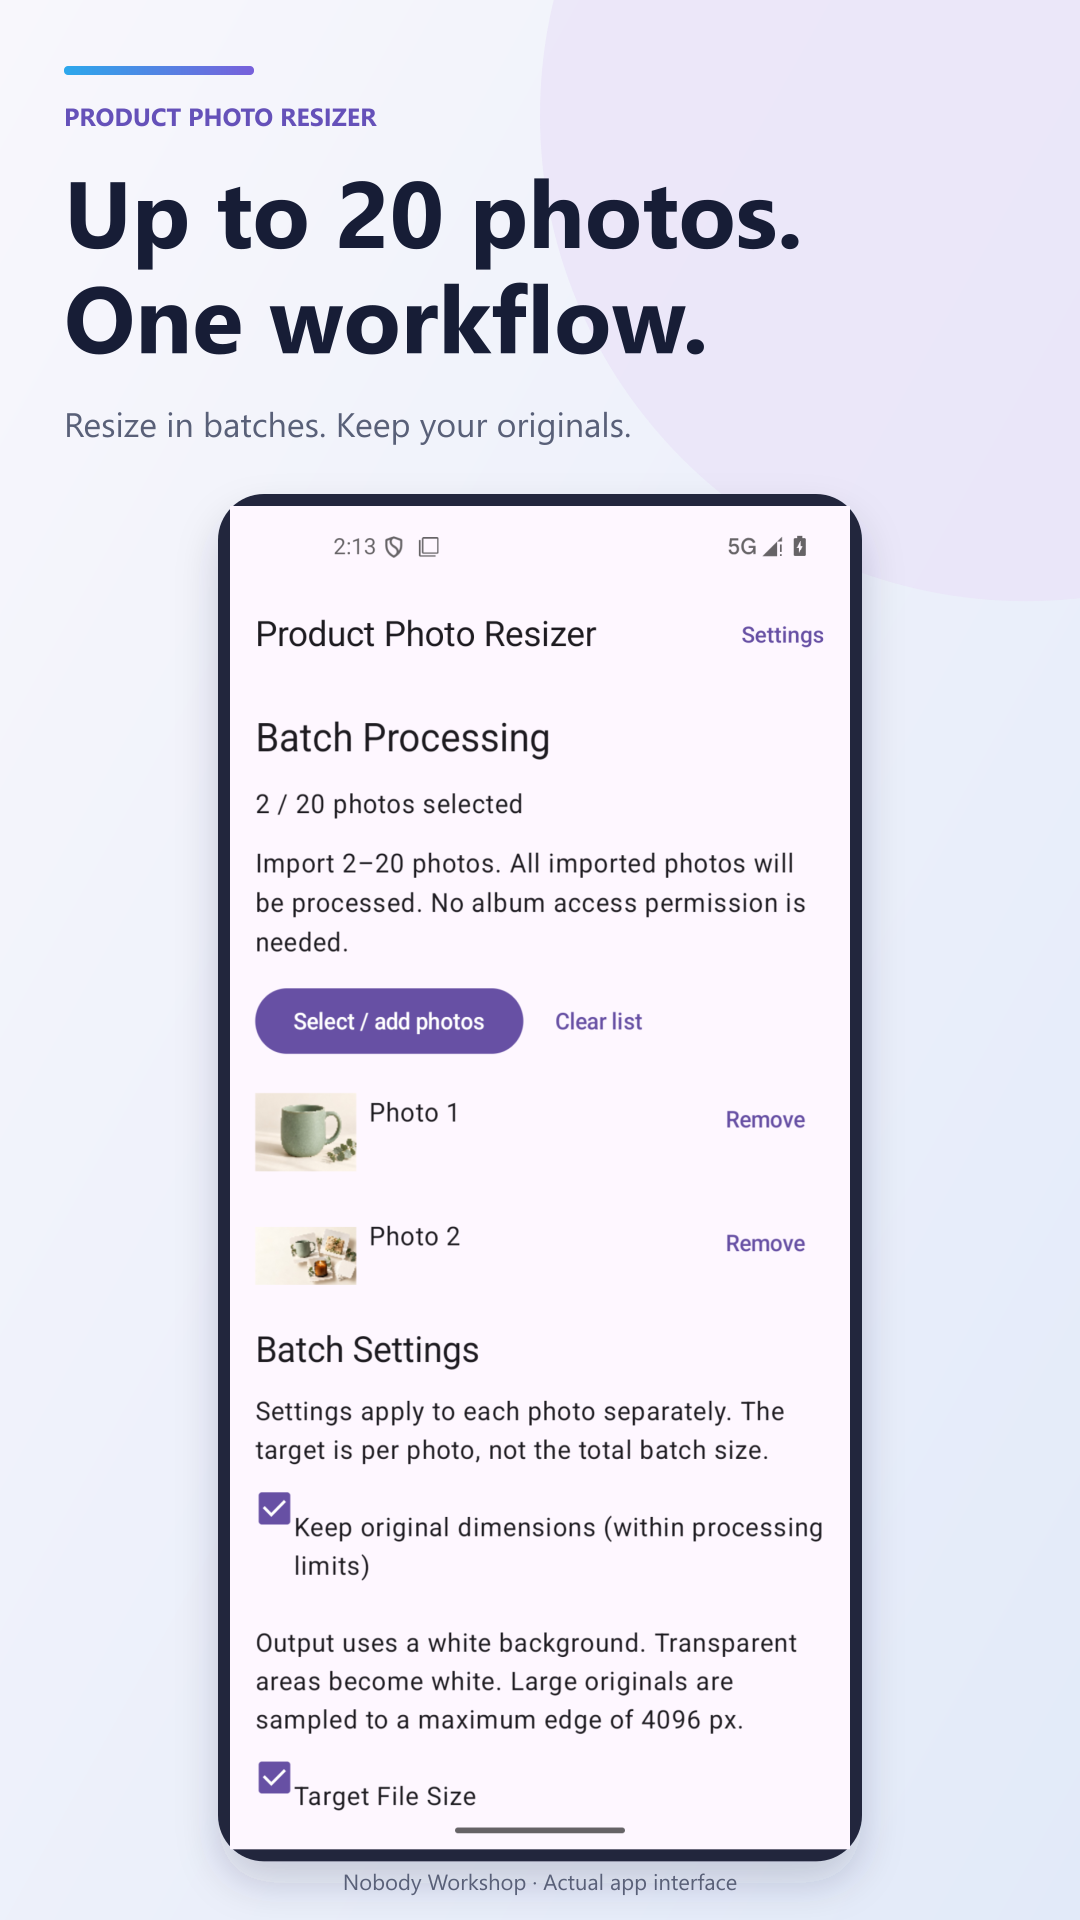 PRODUCT PHOTO RESIZER
Up to 20 photos.
One workflow.
Resize in batches. Keep your originals.
2:13
5G
Product Photo Resizer
Settings
Batch Processing
2 / 20 photos selected
Import 2–20 photos. All imported photos will
be processed. No album access permission is
needed.
Select / add photos
Clear list
Photo 1
Remove
Photo 2
Remove
Batch Settings
Settings apply to each photo separately. The
target is per photo, not the total batch size.
Keep original dimensions (within processing
limits)
Output uses a white background. Transparent
areas become white. Large originals are
sampled to a maximum edge of 4096 px.
Target File Size
Nobody Workshop · Actual app interface